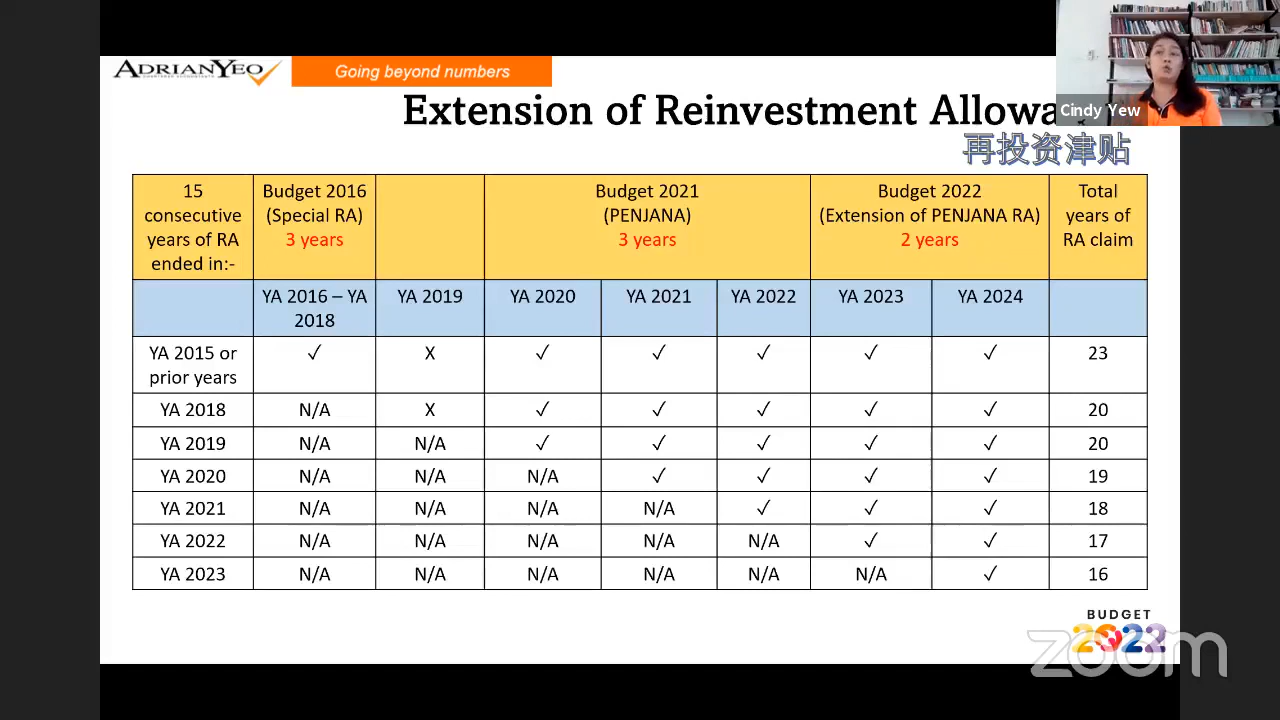 ADRIANYEO
Going beyond numbers
Extension of Reinvestment Allowa
Cindy Yew
再投资津贴
15 consecutive years of RA ended in:-
Budget 2016 (Special RA) 3 years
Budget 2021 (PENJANA) 3 years
Budget 2022 (Extension of PENJANA RA) 2 years
Total years of RA claim
YA 2016 – YA 2018 YA 2019 YA 2020 YA 2021 YA 2022 YA 2023 YA 2024
YA 2015 or prior years ✓ X ✓ ✓ ✓ ✓ ✓ 23
YA 2018 N/A X ✓ ✓ ✓ ✓ ✓ 20
YA 2019 N/A N/A ✓ ✓ ✓ ✓ ✓ 20
YA 2020 N/A N/A N/A ✓ ✓ ✓ ✓ 19
YA 2021 N/A N/A N/A N/A ✓ ✓ ✓ 18
YA 2022 N/A N/A N/A N/A N/A ✓ ✓ 17
YA 2023 N/A N/A N/A N/A N/A N/A ✓ 16
BUDGET
2022
zoom